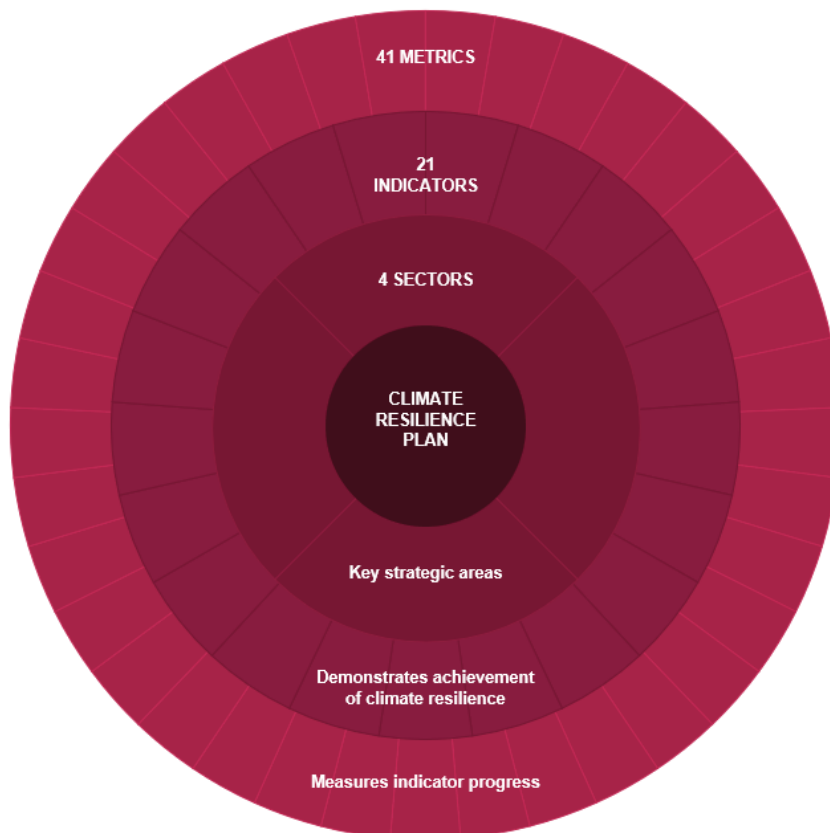 41 METRICS
21
INDICATORS
4 SECTORS
CLIMATE
RESILIENCE
PLAN
Key strategic areas
Demonstrates achievement
of climate resilience
Measures indicator progress